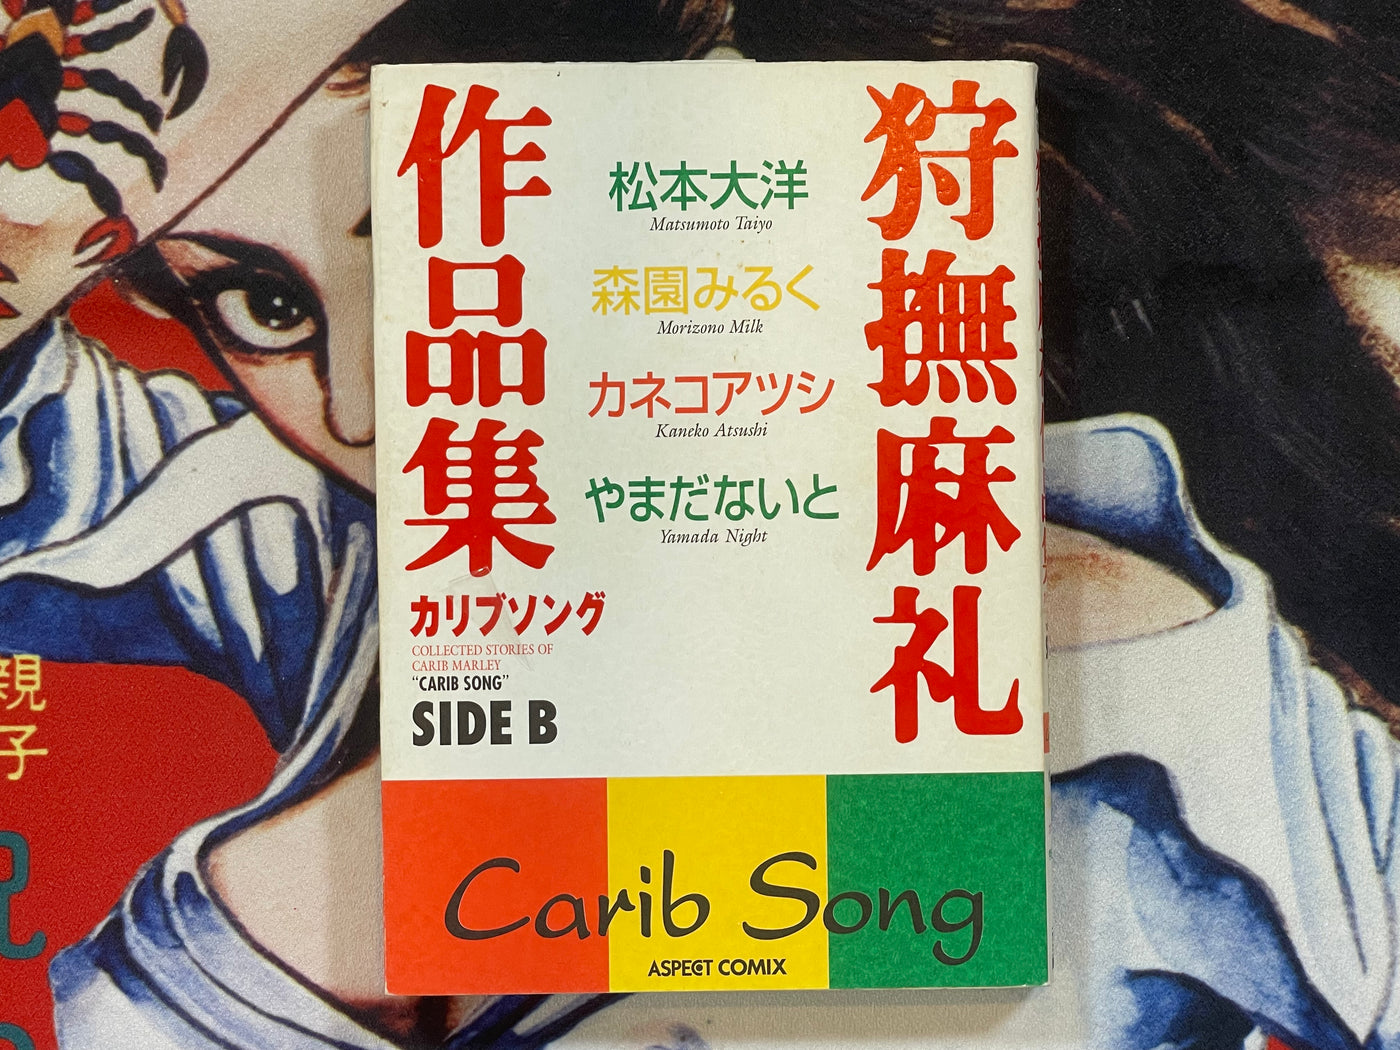 狩撫麻礼
作品集
カリブソング
COLLECTED STORIES OF
CARIB MARLEY
“CARIB SONG”
SIDE B
松本大洋
Matsumoto Taiyo
森園みるく
Morizono Milk
カネコアツシ
Kaneko Atsushi
やまだないと
Yamada Night
Carib Song
ASPECT COMIX
親子